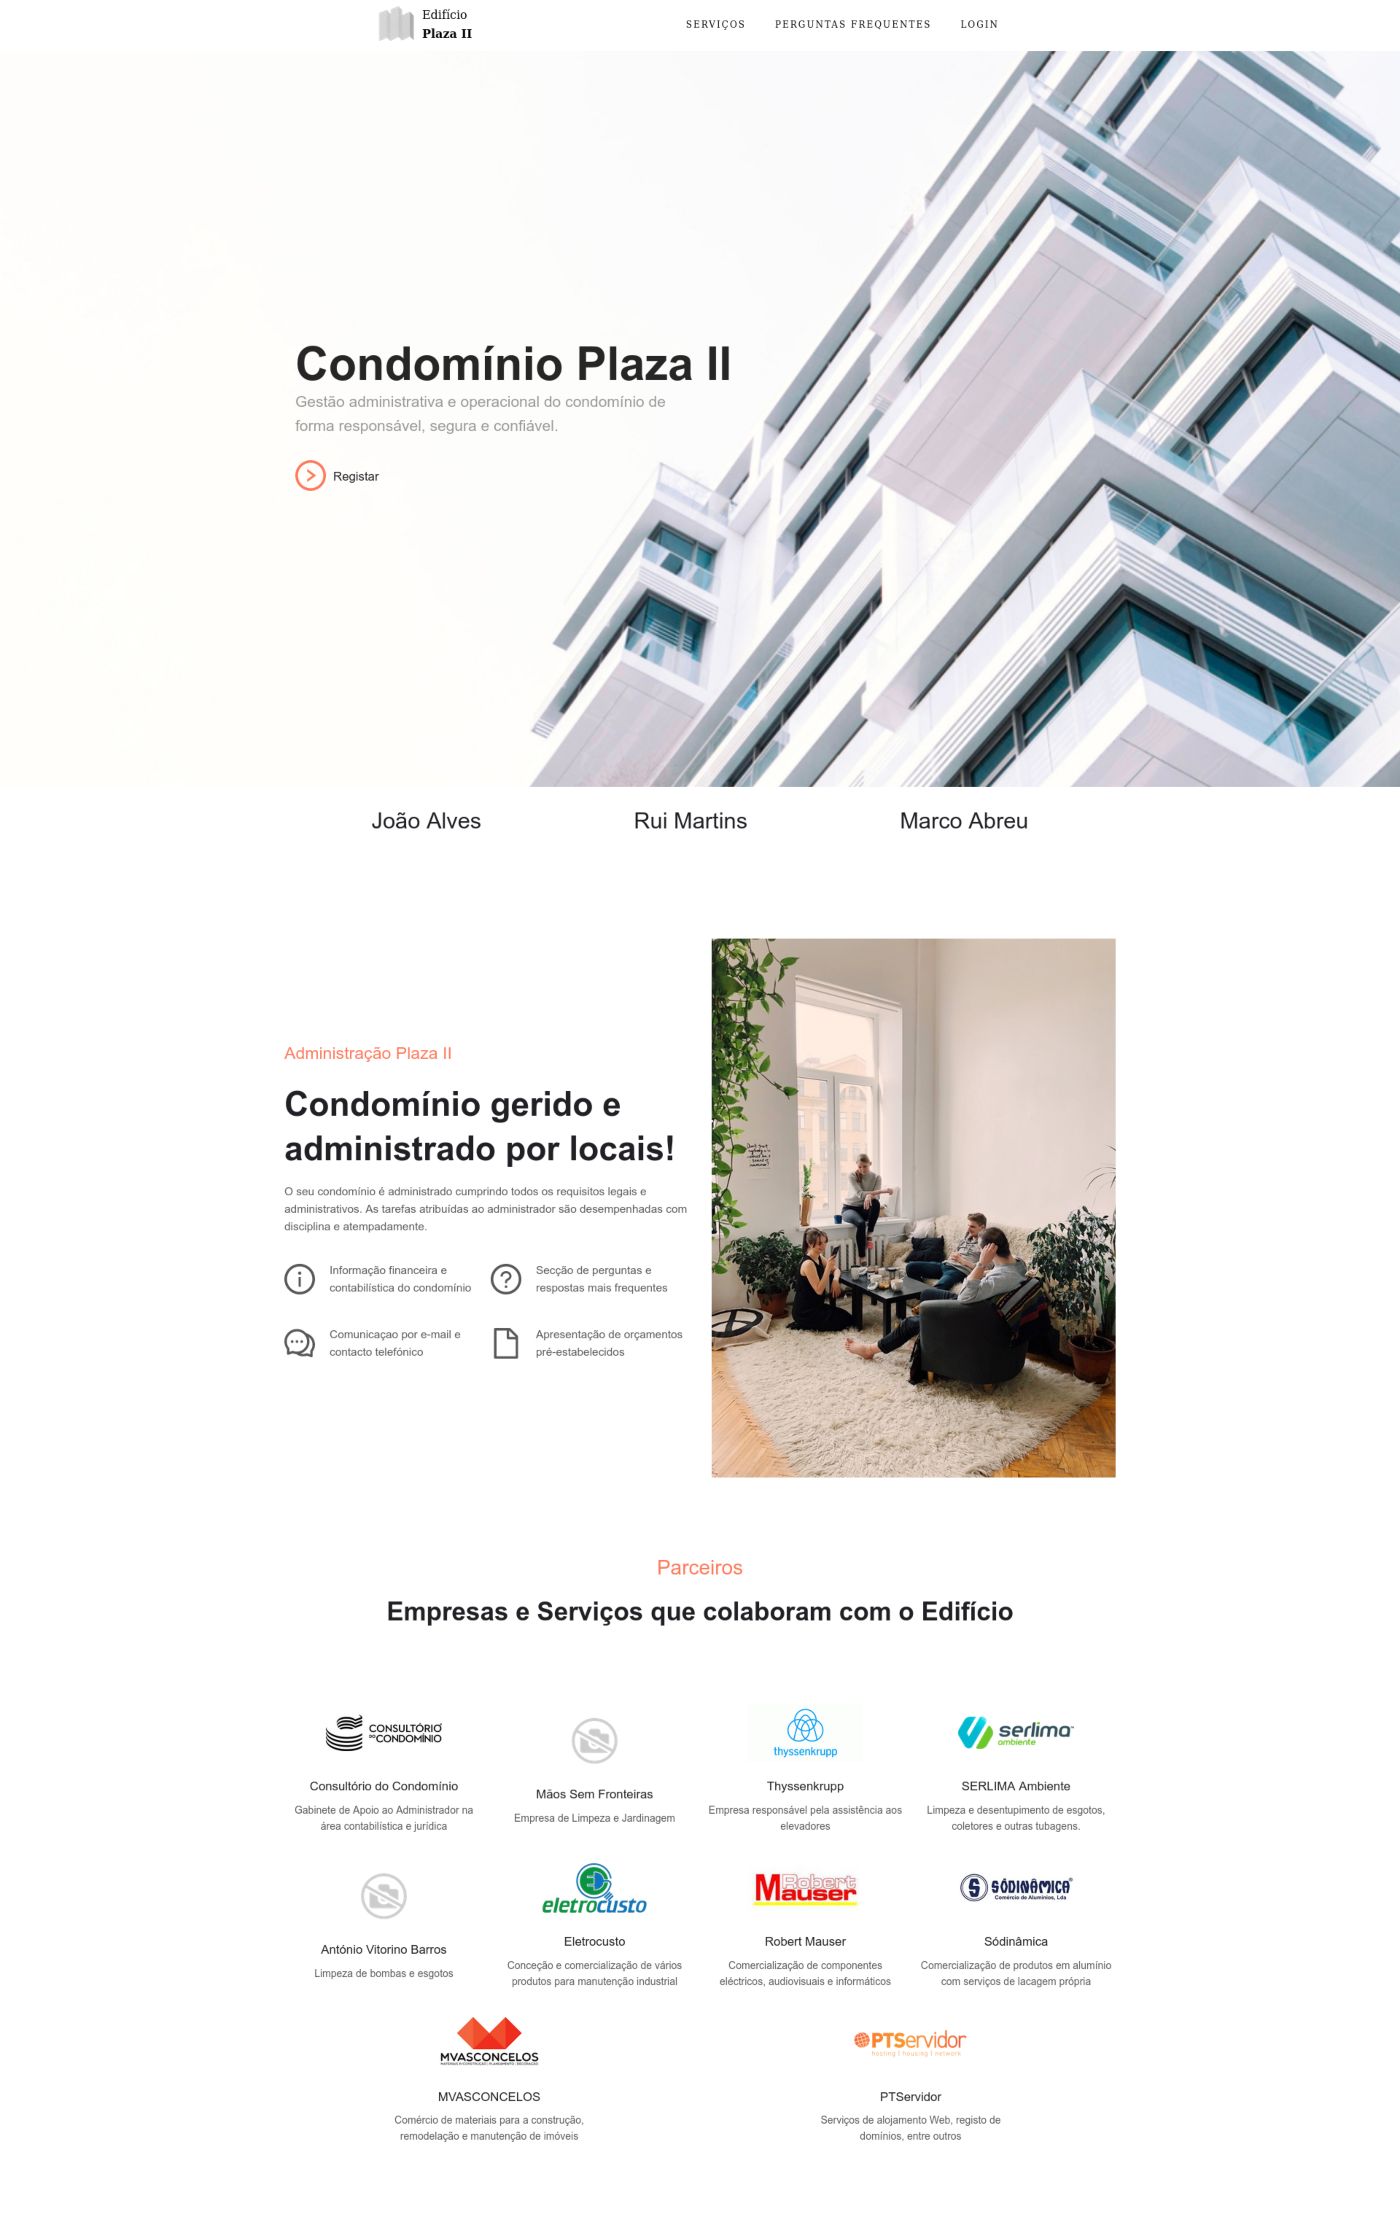 Edifício
Plaza II
SERVIÇOS
PERGUNTAS FREQUENTES
LOGIN
Condomínio Plaza II
Gestão administrativa e operacional do condomínio de
forma responsável, segura e confiável.
Registar
João Alves
Rui Martins
Marco Abreu
Administração Plaza II
Condomínio gerido e
administrado por locais!
O seu condomínio é administrado cumprindo todos os requisitos legais e
administrativos. As tarefas atribuídas ao administrador são desempenhadas com
disciplina e atempadamente.
Informação financeira e
contabilística do condomínio
Secção de perguntas e
respostas mais frequentes
Comunicaçao por e-mail e
contacto telefónico
Apresentação de orçamentos
pré-estabelecidos
Parceiros
Empresas e Serviços que colaboram com o Edifício
CONSULTÓRIO
DO CONDOMÍNIO
Consultório do Condomínio
Gabinete de Apoio ao Administrador na
área contabilística e jurídica
Mãos Sem Fronteiras
Empresa de Limpeza e Jardinagem
thyssenkrupp
Thyssenkrupp
Empresa responsável pela assistência aos
elevadores
serlima
ambiente
SERLIMA Ambiente
Limpeza e desentupimento de esgotos,
coletores e outras tubagens.
António Vitorino Barros
Limpeza de bombas e esgotos
eletrocusto
Eletrocusto
Conceção e comercialização de vários
produtos para manutenção industrial
Robert
Mauser
Robert Mauser
Comercialização de componentes
eléctricos, audiovisuais e informáticos
SÓDINÂMICA
Comércio de Alumínios, Lda
Sódinâmica
Comercialização de produtos em alumínio
com serviços de lacagem própria
MVASCONCELOS
MVASCONCELOS
Comércio de materiais para a construção,
remodelação e manutenção de imóveis
PTServidor
hosting | housing | network
PTServidor
Serviços de alojamento Web, registo de
domínios, entre outros